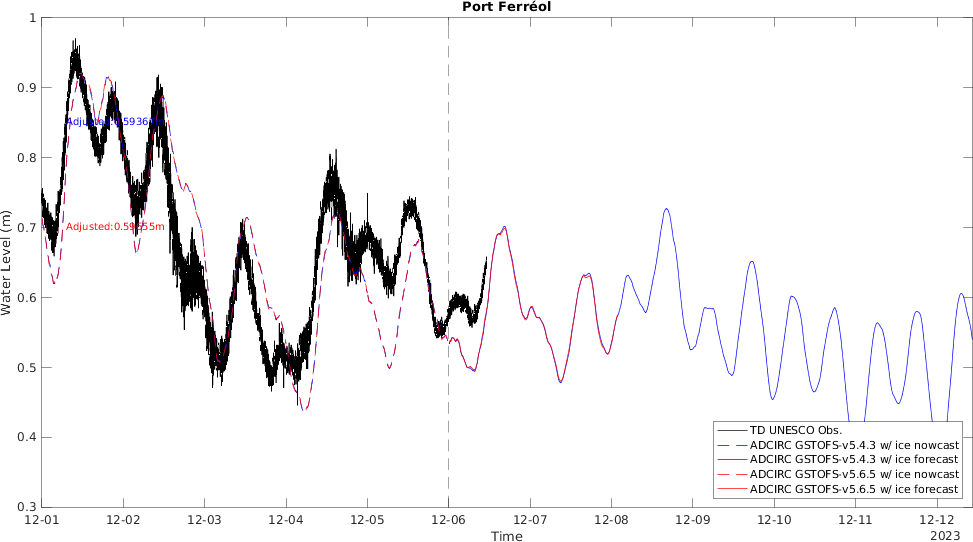 Port Ferréol
1
0.9
0.8
0.7
0.6
0.5
0.4
0.3
Water Level (m)
Adjusted:0.59
Adjusted:0.59255m
TD UNESCO Obs.
ADCIRC GSTOFS-v5.4.3 w/ ice nowcast
ADCIRC GSTOFS-v5.4.3 w/ ice forecast
ADCIRC GSTOFS-v5.6.5 w/ ice nowcast
ADCIRC GSTOFS-v5.6.5 w/ ice forecast
12-01 12-02 12-03 12-04 12-05 12-06 12-07 12-08 12-09 12-10 12-11 12-12
Time
2023